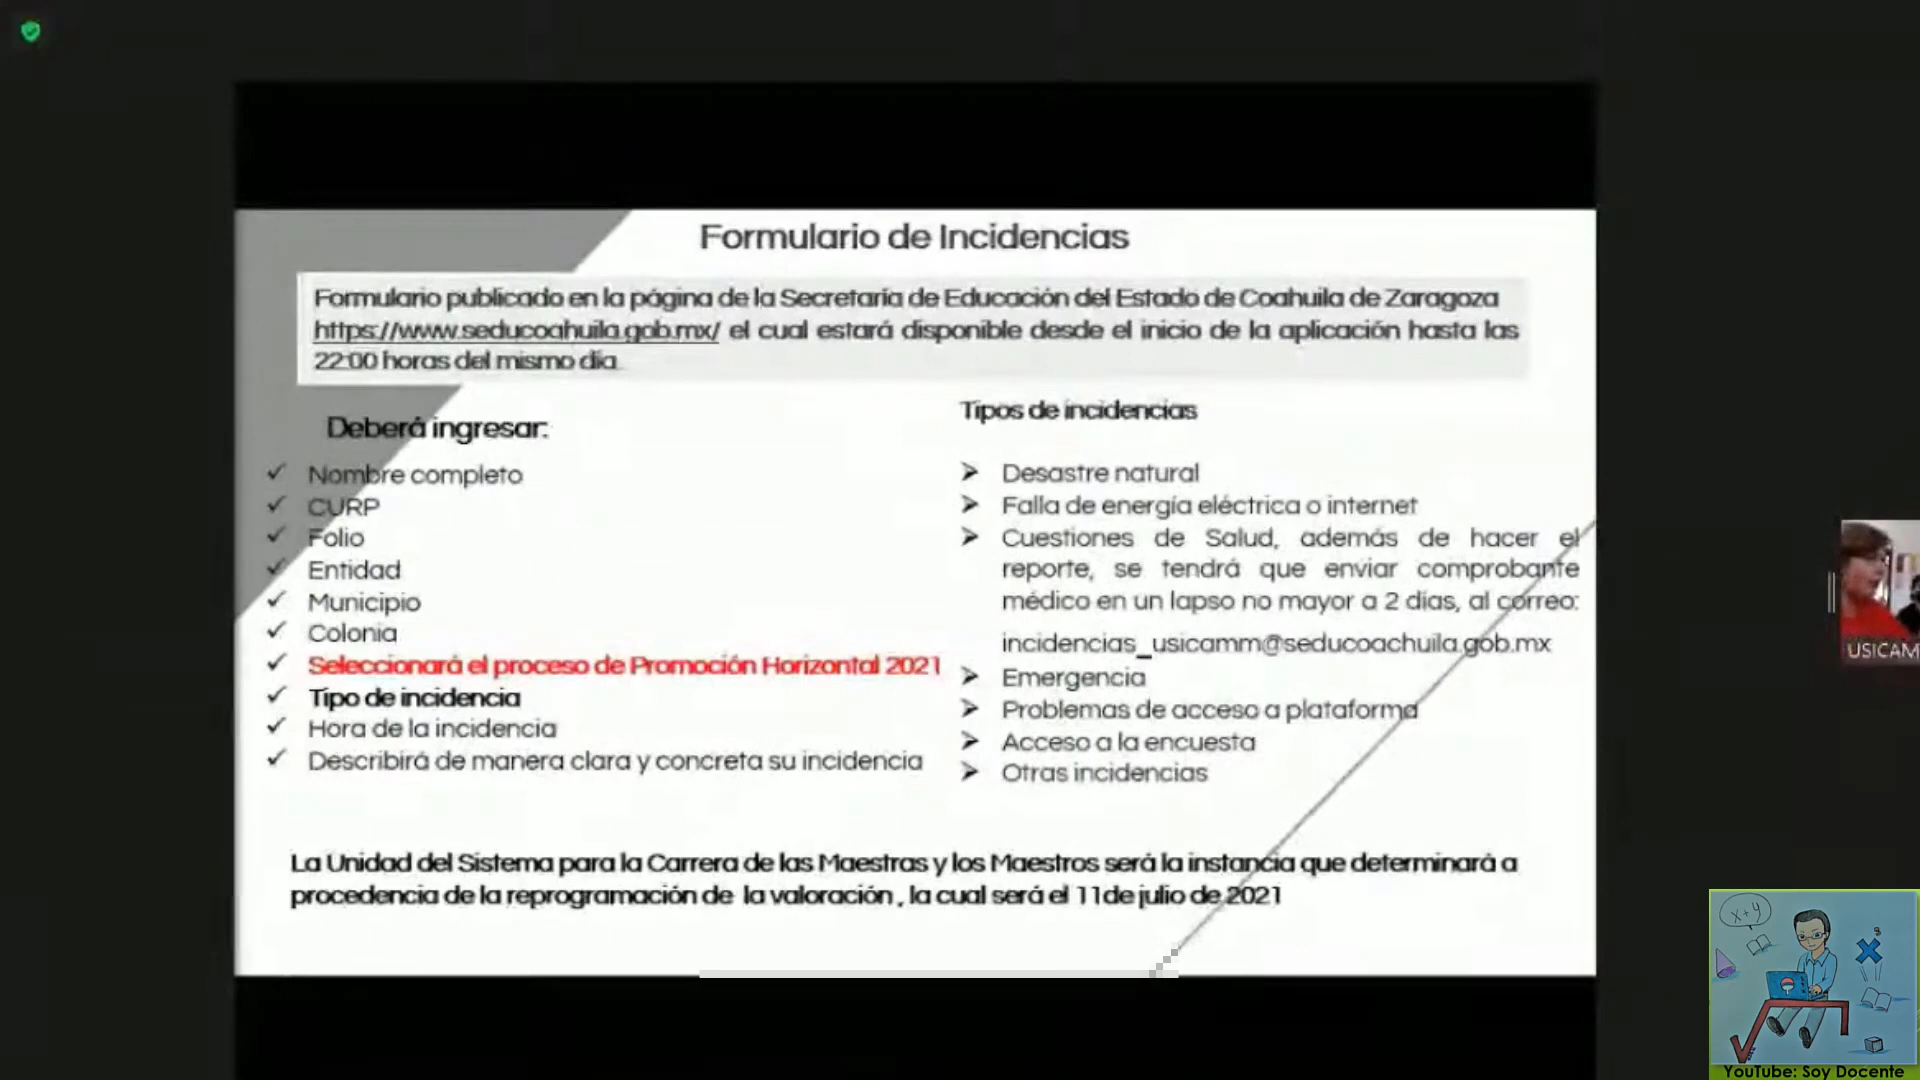 Formulario de Incidencias
Formulario publicado en la página de la Secretaría de Educación del Estado de Coahuila de Zaragoza
https://www.seducoahuila.gob.mx/ el cual estará disponible desde el inicio de la aplicación hasta las
22:00 horas del mismo día.
Deberá ingresar:
Nombre completo
CURP
Folio
Entidad
Municipio
Colonia
Seleccionará el proceso de Promoción Horizontal 2021
Tipo de incidencia
Hora de la incidencia
Describirá de manera clara y concreta su incidencia
Tipos de incidencias
Desastre natural
Falla de energía eléctrica o internet
Cuestiones de Salud, además de hacer el
reporte, se tendrá que enviar comprobante
médico en un lapso no mayor a 2 días, al correo:
incidencias_usicamm@seducoachuila.gob.mx
Emergencia
Problemas de acceso a plataforma
Acceso a la encuesta
Otras incidencias
La Unidad del Sistema para la Carrera de las Maestras y los Maestros será la instancia que determinará a
procedencia de la reprogramación de la valoración , la cual será el 11de julio de 2021
USICAM
x+y
YouTube: Soy Docente